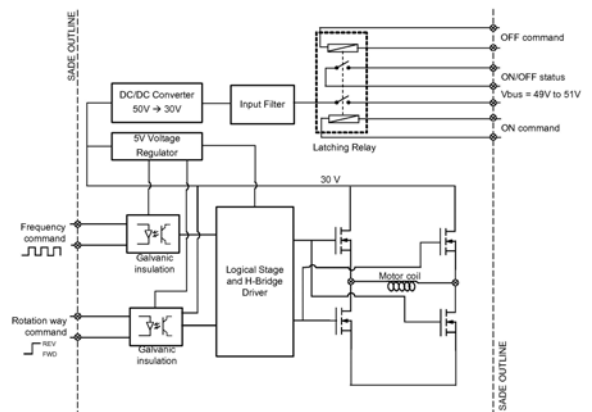 SADE OUTLINE
OFF command
ON/OFF status
Vbus = 49V to 51V
ON command
Latching Relay
DC/DC Converter
50V → 30V
Input Filter
5V Voltage
Regulator
30 V
Frequency
command
Galvanic
insulation
Logical Stage
and H-Bridge
Driver
Motor coil
Rotation way
command
REV
FWD
Galvanic
insulation
SADE OUTLINE